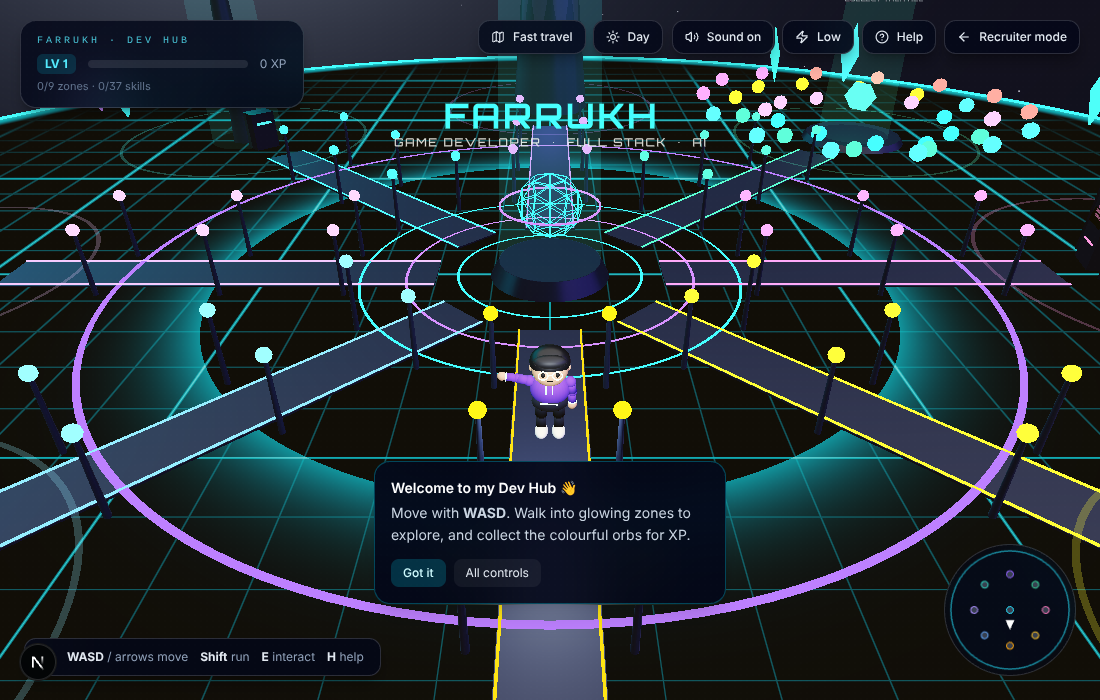 FARRUKH · DEV HUB
LV 1 0 XP
0/9 zones · 0/37 skills
Fast travel Day Sound on Low Help Recruiter mode
FARRUKH
GAME DEVELOPER · FULL STACK · AI
Welcome to my Dev Hub 👋
Move with WASD. Walk into glowing zones to
explore, and collect the colourful orbs for XP.
Got it All controls
N WASD / arrows move Shift run E interact H help